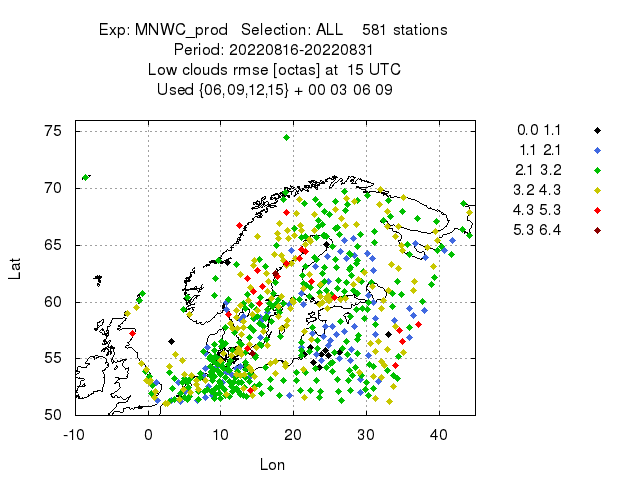 Exp: MNWC_prod   Selection: ALL    581 stations
Period: 20220816-20220831
Low clouds rmse [octas] at  15 UTC
Used {06,09,12,15} + 00 03 06 09
0.0 1.1
1.1 2.1
2.1 3.2
3.2 4.3
4.3 5.3
5.3 6.4
75
70
65
60
55
50
Lat
-10 0 10 20 30 40
Lon